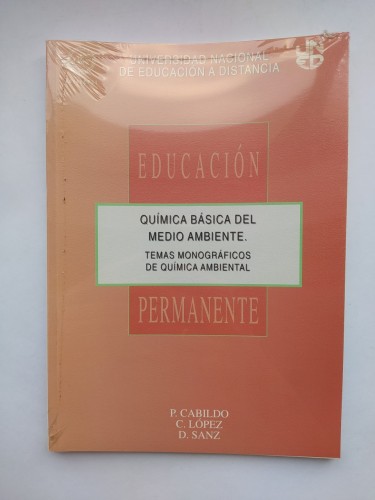 UNIVERSIDAD NACIONAL
DE EDUCACIÓN A DISTANCIA
UNED
EDUCACIÓN
QUÍMICA BÁSICA DEL
MEDIO AMBIENTE.
TEMAS MONOGRÁFICOS
DE QUÍMICA AMBIENTAL
PERMANENTE
P. CABILDO
C. LÓPEZ
D. SANZ